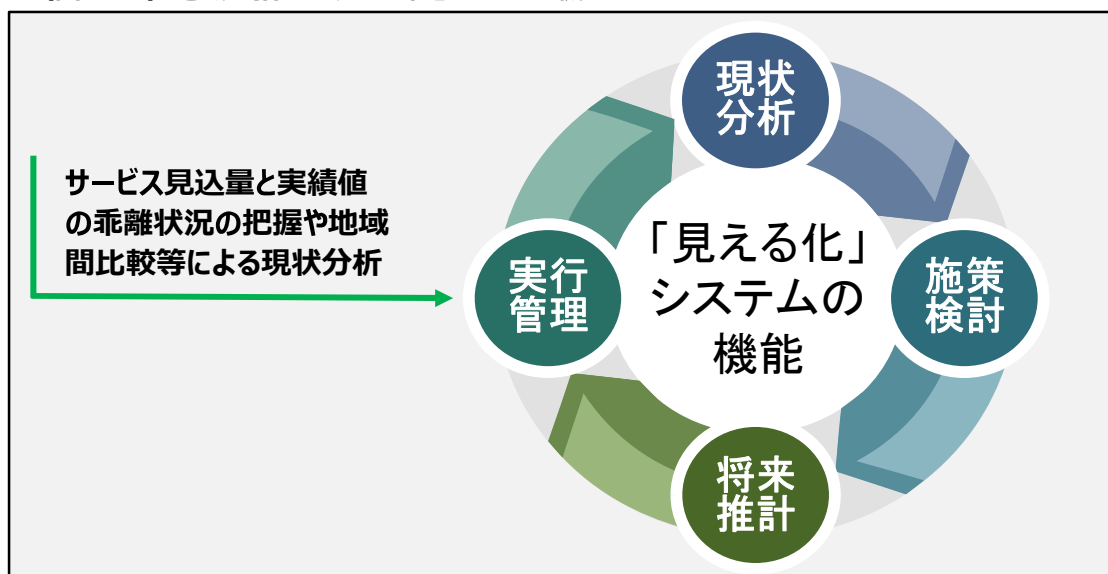 サービス見込量と実績値
の乖離状況の把握や地域
間比較等による現状分析
現状
分析
実行
管理
「見える化」
システムの
機能
施策
検討
将来
推計